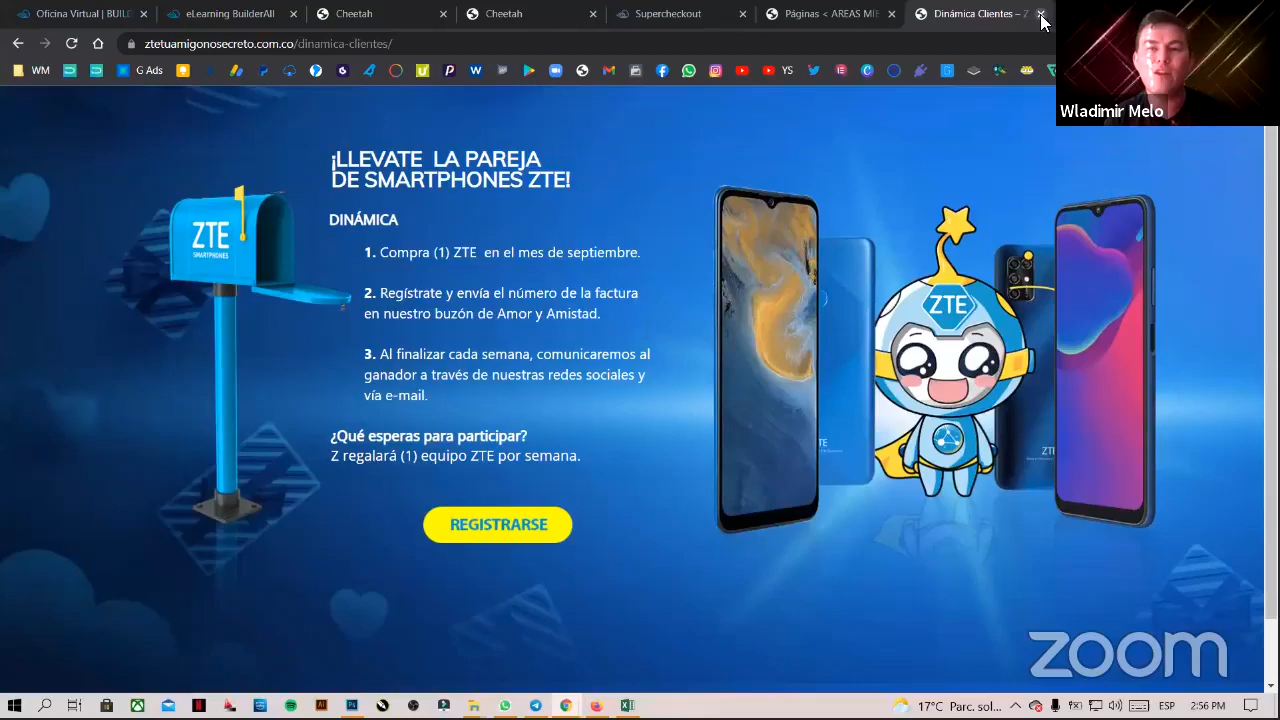 Oficina Virtual | BUILD
eLearning BuilderAll
Cheetah
Cheetah
Supercheckout
Páginas < AREAS ME
Dinámica Clientes – Z
ztetuamigonosecreto.com.co/dinamica-clientes/
WM
G Ads
YS
Wladimir Melo
¡LLEVATE LA PAREJA
DE SMARTPHONES ZTE!
DINÁMICA
1. Compra (1) ZTE en el mes de septiembre.
2. Regístrate y envía el número de la factura
en nuestro buzón de Amor y Amistad.
3. Al finalizar cada semana, comunicaremos al
ganador a través de nuestras redes sociales y
vía e-mail.
¿Qué esperas para participar?
Z regalará (1) equipo ZTE por semana.
REGISTRARSE
ZTE
SMARTPHONES
ZTE
zoom
17°C Parc. sol...
ESP
2:56 PM